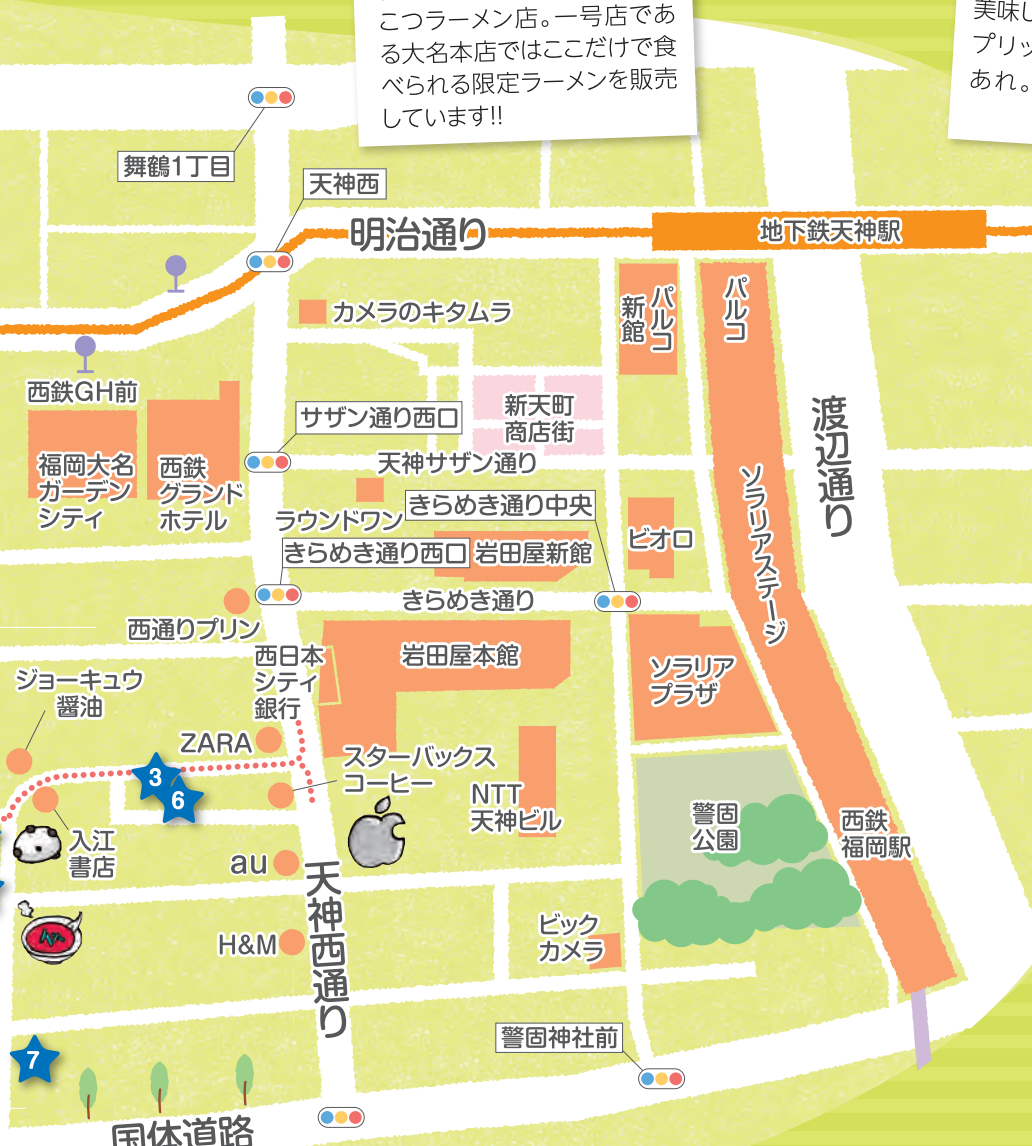 こつラーメン店。一号店であ
る大名本店ではここだけで食
べられる限定ラーメンを販売
しています!!
美味し
プリッ
あれ。
舞鶴1丁目
天神西
明治通り
地下鉄天神駅
カメラのキタムラ
新館
パルコ
パルコ
西鉄GH前
サザン通り西口
新天町
商店街
渡辺通り
福岡大名
ガーデン
シティ
西鉄
グランド
ホテル
天神サザン通り
ソラリアステージ
ラウンドワン
きらめき通り中央
ビオロ
きらめき通り西口
岩田屋新館
きらめき通り
西通りプリン
西日本
シティ
銀行
岩田屋本館
ソラリア
プラザ
ジョーキュウ
醤油
ZARA
スターバックス
コーヒー
3
6
NTT
天神ビル
警固
公園
西鉄
福岡駅
入江
書店
au
天神西通り
H&M
ビック
カメラ
警固神社前
7
国体道路